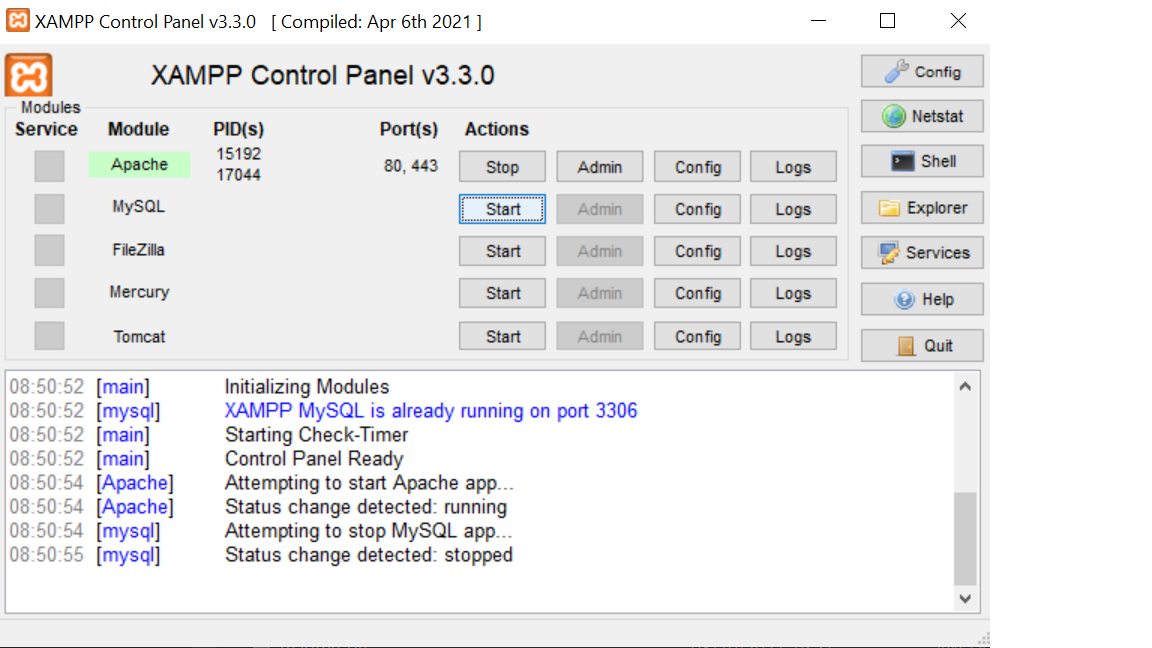 XAMPP Control Panel v3.3.0 [ Compiled: Apr 6th 2021 ]
XAMPP Control Panel v3.3.0
Config
Modules
Service Module PID(s) Port(s) Actions
Netstat
Apache 15192 17044 80, 443 Stop Admin Config Logs
Shell
MySQL Start Admin Config Logs
Explorer
FileZilla Start Admin Config Logs
Services
Mercury Start Admin Config Logs
Help
Tomcat Start Admin Config Logs
Quit
08:50:52 [main] Initializing Modules
08:50:52 [mysql] XAMPP MySQL is already running on port 3306
08:50:52 [main] Starting Check-Timer
08:50:52 [main] Control Panel Ready
08:50:54 [Apache] Attempting to start Apache app...
08:50:54 [Apache] Status change detected: running
08:50:54 [mysql] Attempting to stop MySQL app...
08:50:55 [mysql] Status change detected: stopped